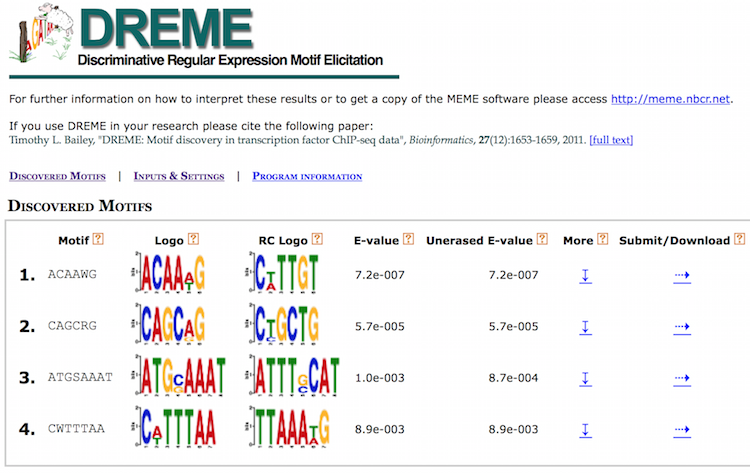 DREME
Discriminative Regular Expression Motif Elicitation
For further information on how to interpret these results or to get a copy of the MEME software please access http://meme.nbcr.net.
If you use DREME in your research please cite the following paper:
Timothy L. Bailey, "DREME: Motif discovery in transcription factor ChIP-seq data", Bioinformatics, 27(12):1653-1659, 2011. [full text]
Discovered Motifs | Inputs & Settings | Program information
Discovered Motifs
Motif ? Logo ? RC Logo ? E-value ? Unerased E-value ? More ? Submit/Download ?
1. ACAAWG ACAAAG CTTTGT 7.2e-007 7.2e-007 ↧ ⇢
2. CAGCRG CAGCAG CTGCTG 5.7e-005 5.7e-005 ↧ ⇢
3. ATGSAAAT ATGGAAAT ATTTGCAT 1.0e-003 8.7e-004 ↧ ⇢
4. CWTTTAA CATTTAA TTAAATG 8.9e-003 8.9e-003 ↧ ⇢